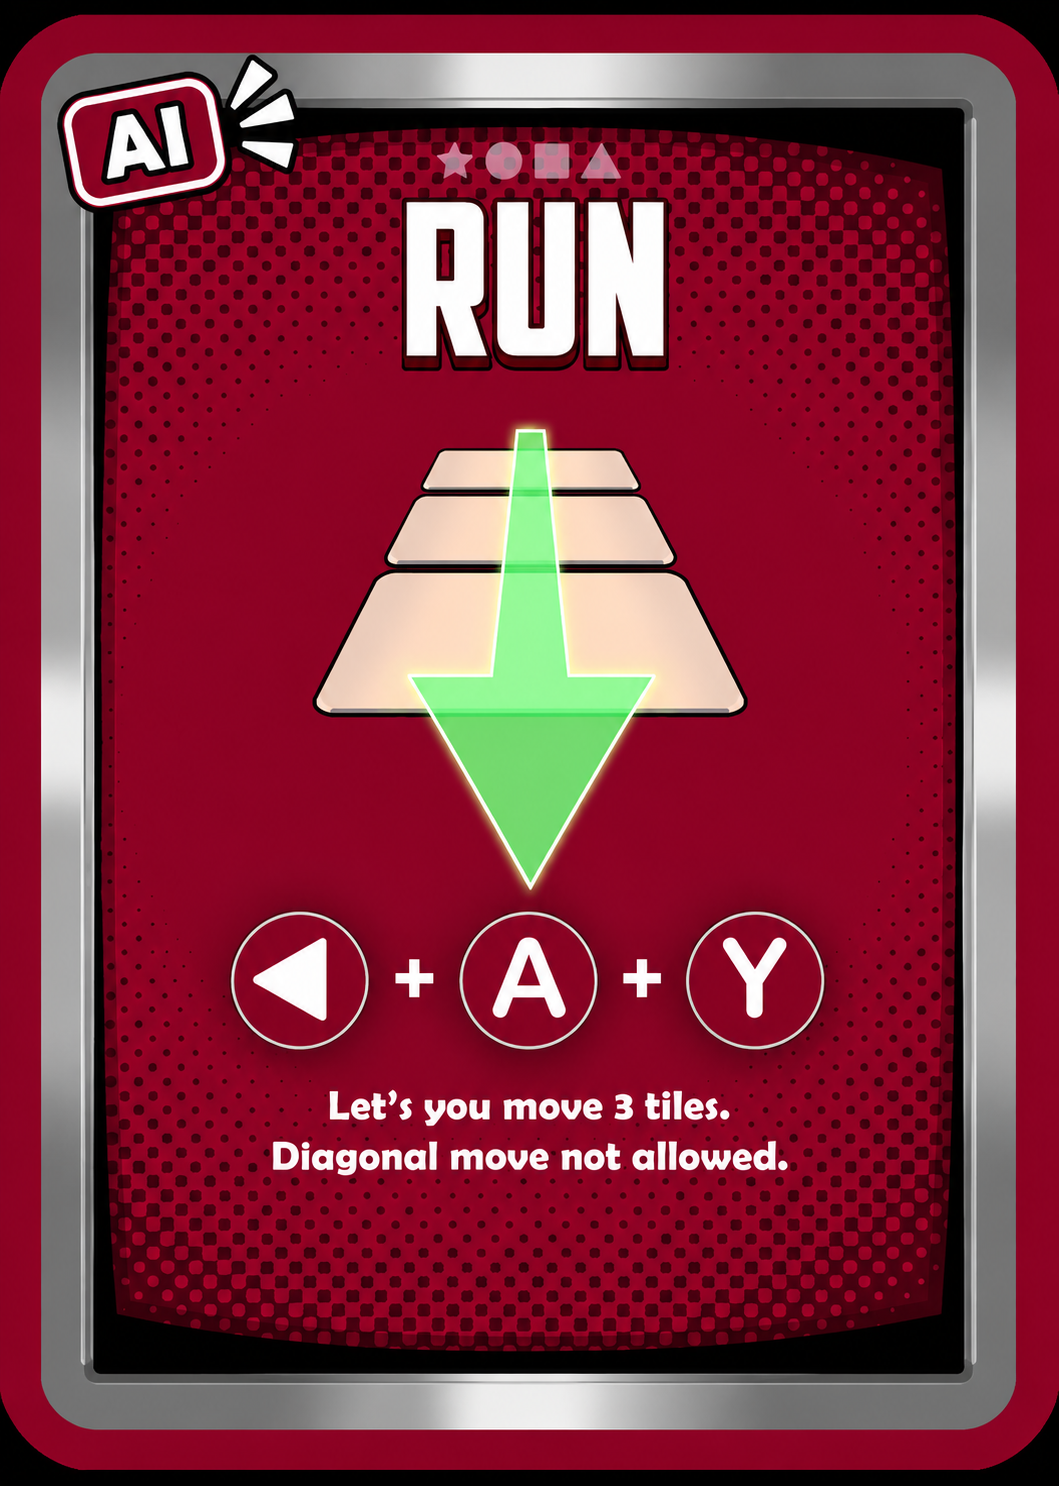 AI
RUN
◀ + A + Y
Let's you move 3 tiles.
Diagonal move not allowed.